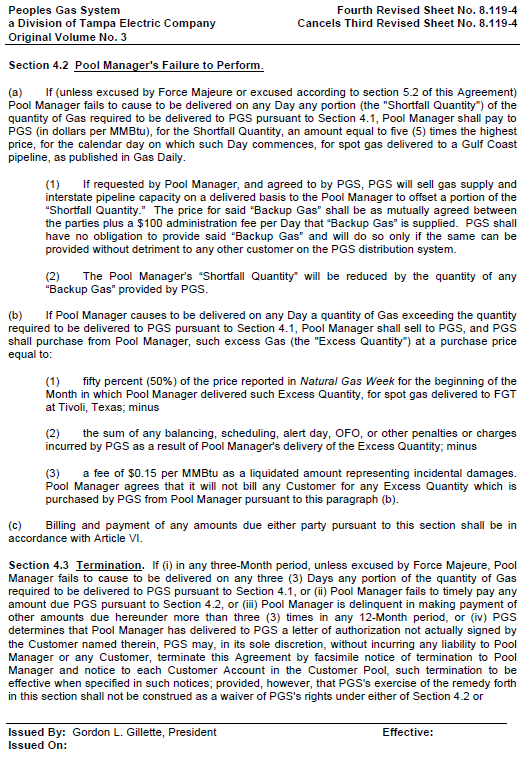 Peoples Gas System
a Division of Tampa Electric Company
Original Volume No. 3
Fourth Revised Sheet No. 8.119-4
Cancels Third Revised Sheet No. 8.119-4
Section 4.2 Pool Manager's Failure to Perform.
(a) If (unless excused by Force Majeure or excused according to section 5.2 of this Agreement)
Pool Manager fails to cause to be delivered on any Day any portion (the "Shortfall Quantity") of the
quantity of Gas required to be delivered to PGS pursuant to Section 4.1, Pool Manager shall pay to
PGS (in dollars per MMBtu), for the Shortfall Quantity, an amount equal to five (5) times the highest
price, for the calendar day on which such Day commences, for spot gas delivered to a Gulf Coast
pipeline, as published in Gas Daily.
(1) If requested by Pool Manager, and agreed to by PGS, PGS will sell gas supply and
interstate pipeline capacity on a delivered basis to the Pool Manager to offset a portion of the
“Shortfall Quantity.” The price for said “Backup Gas” shall be as mutually agreed between
the parties plus a $100 administration fee per Day that “Backup Gas” is supplied. PGS shall
have no obligation to provide said “Backup Gas” and will do so only if the same can be
provided without detriment to any other customer on the PGS distribution system.
(2) The Pool Manager's “Shortfall Quantity” will be reduced by the quantity of any
“Backup Gas” provided by PGS.
(b) If Pool Manager causes to be delivered on any Day a quantity of Gas exceeding the quantity
required to be delivered to PGS pursuant to Section 4.1, Pool Manager shall sell to PGS, and PGS
shall purchase from Pool Manager, such excess Gas (the "Excess Quantity") at a purchase price
equal to:
(1) fifty percent (50%) of the price reported in Natural Gas Week for the beginning of the
Month in which Pool Manager delivered such Excess Quantity, for spot gas delivered to FGT
at Tivoli, Texas; minus
(2) the sum of any balancing, scheduling, alert day, OFO, or other penalties or charges
incurred by PGS as a result of Pool Manager's delivery of the Excess Quantity; minus
(3) a fee of $0.15 per MMBtu as a liquidated amount representing incidental damages.
Pool Manager agrees that it will not bill any Customer for any Excess Quantity which is
purchased by PGS from Pool Manager pursuant to this paragraph (b).
(c) Billing and payment of any amounts due either party pursuant to this section shall be in
accordance with Article VI.
Section 4.3 Termination. If (i) in any three-Month period, unless excused by Force Majeure, Pool
Manager fails to cause to be delivered on any three (3) Days any portion of the quantity of Gas
required to be delivered to PGS pursuant to Section 4.1, or (ii) Pool Manager fails to timely pay any
amount due PGS pursuant to Section 4.2, or (iii) Pool Manager is delinquent in making payment of
other amounts due hereunder more than three (3) times in any 12-Month period, or (iv) PGS
determines that Pool Manager has delivered to PGS a letter of authorization not actually signed by
the Customer named therein, PGS may, in its sole discretion, without incurring any liability to Pool
Manager or any Customer, terminate this Agreement by facsimile notice of termination to Pool
Manager and notice to each Customer Account in the Customer Pool, such termination to be
effective when specified in such notices; provided, however, that PGS's exercise of the remedy forth
in this section shall not be construed as a waiver of PGS's rights under either of Section 4.2 or
Issued By: Gordon L. Gillette, President
Issued On:
Effective: